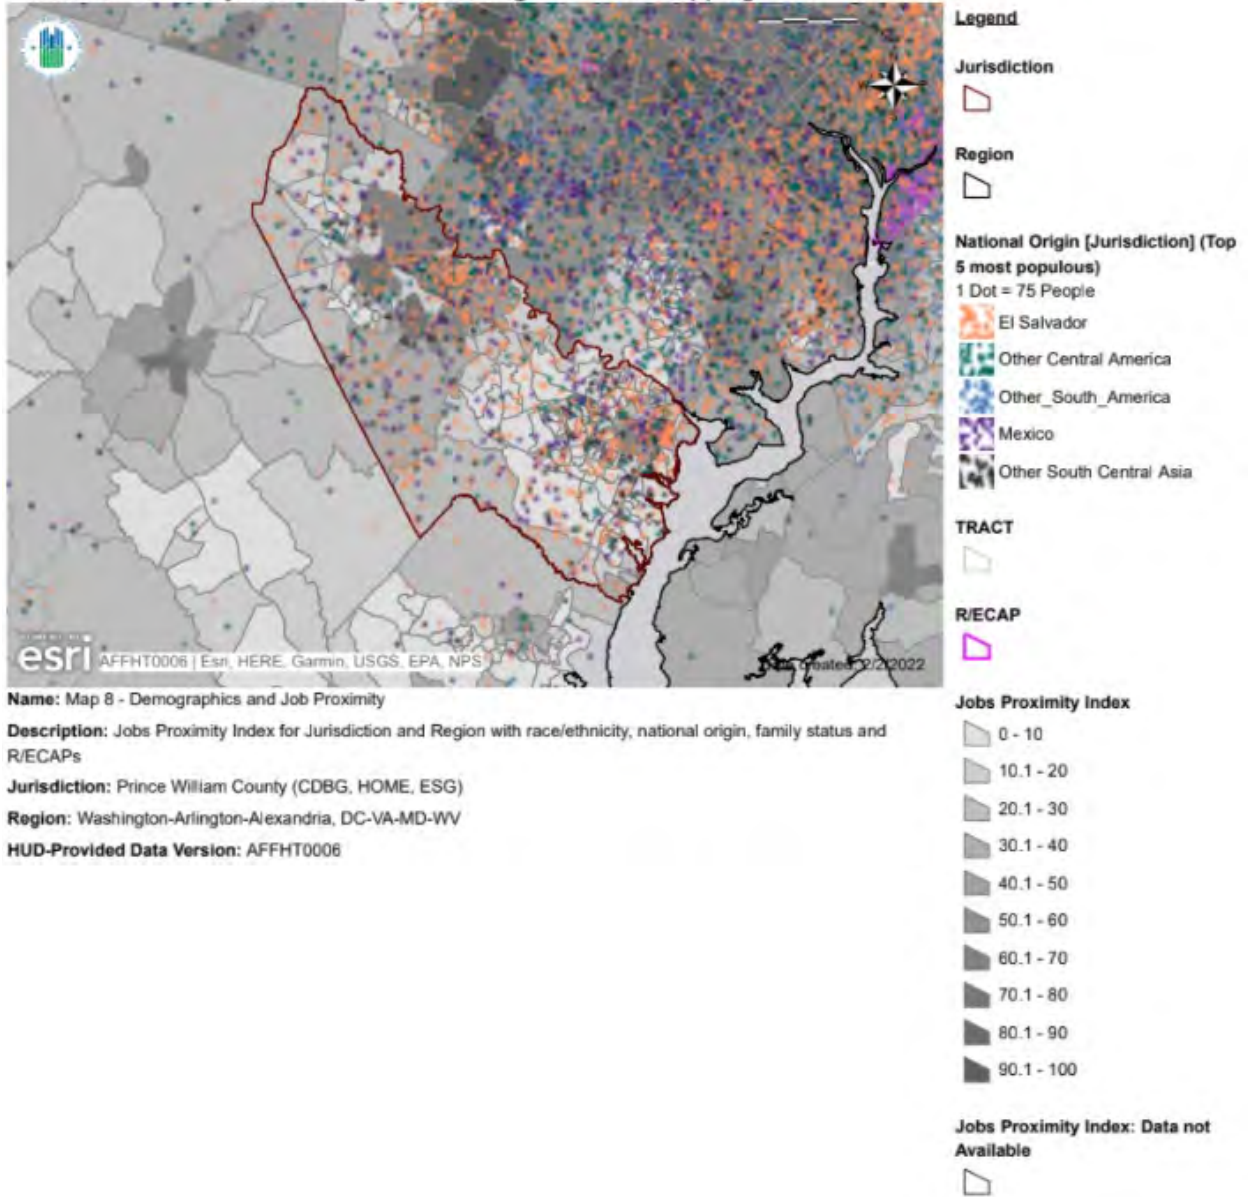 esri AFFHT0006 | Esri, HERE, Garmin, USGS, EPA, NPS
created: 2/2/2022
Name: Map 8 - Demographics and Job Proximity
Description: Jobs Proximity Index for Jurisdiction and Region with race/ethnicity, national origin, family status and
R/ECAPs
Jurisdiction: Prince William County (CDBG, HOME, ESG)
Region: Washington-Arlington-Alexandria, DC-VA-MD-WV
HUD-Provided Data Version: AFFHT0006
Legend
Jurisdiction
Region
National Origin [Jurisdiction] (Top
5 most populous)
1 Dot = 75 People
El Salvador
Other Central America
Other_South_America
Mexico
Other South Central Asia
TRACT
R/ECAP
Jobs Proximity Index
0 - 10
10.1 - 20
20.1 - 30
30.1 - 40
40.1 - 50
50.1 - 60
60.1 - 70
70.1 - 80
80.1 - 90
90.1 - 100
Jobs Proximity Index: Data not
Available